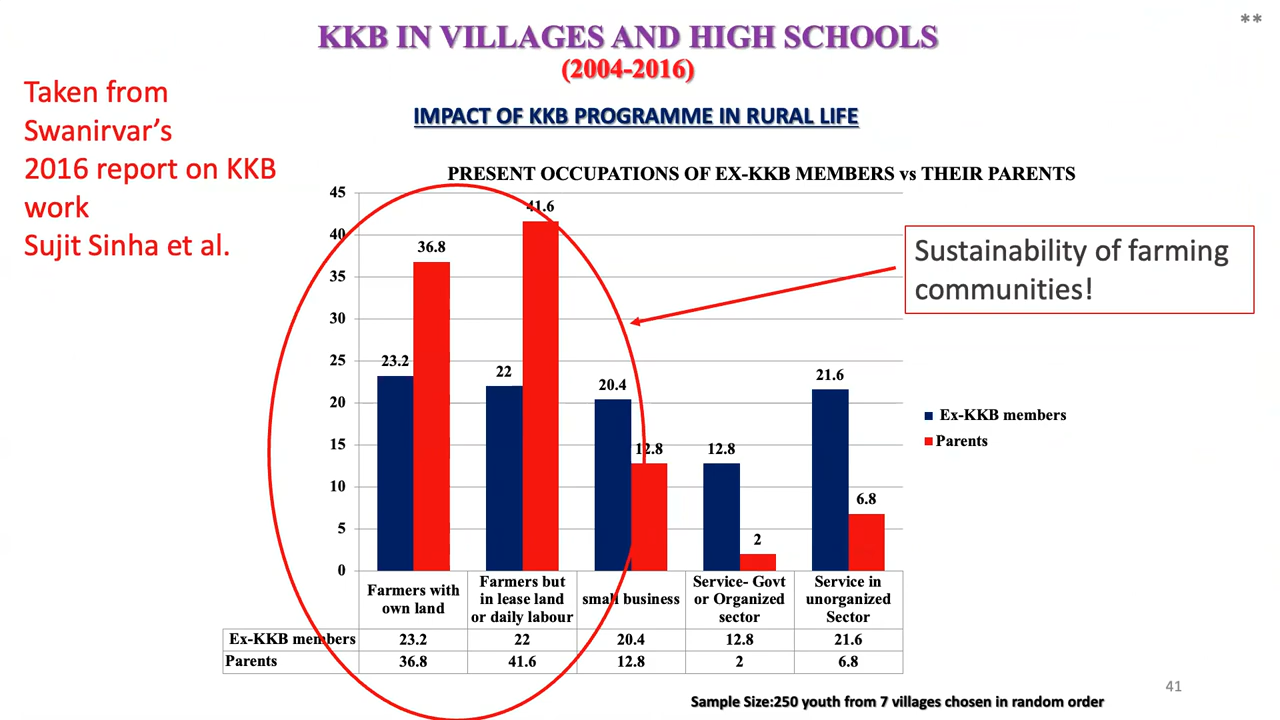 **
KKB IN VILLAGES AND HIGH SCHOOLS
(2004-2016)
Taken from
Swanirvar’s
2016 report on KKB
work
Sujit Sinha et al.
IMPACT OF KKB PROGRAMME IN RURAL LIFE
PRESENT OCCUPATIONS OF EX-KKB MEMBERS vs THEIR PARENTS
Sustainability of farming
communities!
45
40
35
30
25
20
15
10
5
0
23.2
36.8
22
41.6
20.4
12.8
12.8
2
21.6
6.8
Ex-KKB members
Parents
Farmers with
own land
Farmers but
in lease land
or daily labour
small business
Service- Govt
or Organized
sector
Service in
unorganized
Sector
Ex-KKB members 23.2 22 20.4 12.8 21.6
Parents 36.8 41.6 12.8 2 6.8
41
Sample Size:250 youth from 7 villages chosen in random order